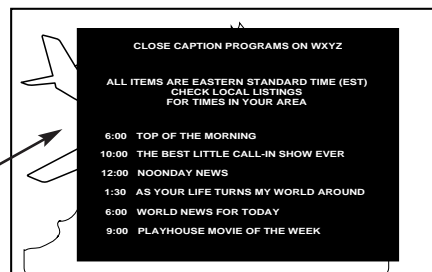 CLOSE CAPTION PROGRAMS ON WXYZ
ALL ITEMS ARE EASTERN STANDARD TIME (EST)
CHECK LOCAL LISTINGS
FOR TIMES IN YOUR AREA
6:00 TOP OF THE MORNING
10:00 THE BEST LITTLE CALL-IN SHOW EVER
12:00 NOONDAY NEWS
1:30 AS YOUR LIFE TURNS MY WORLD AROUND
6:00 WORLD NEWS FOR TODAY
9:00 PLAYHOUSE MOVIE OF THE WEEK